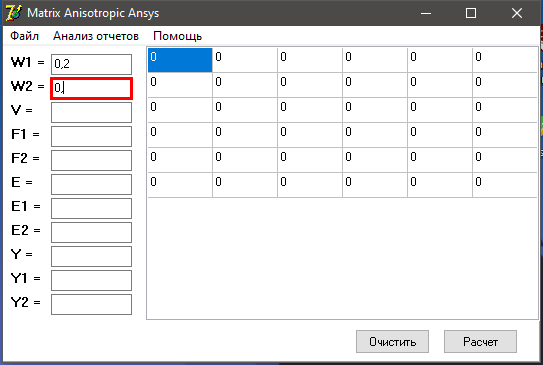 Matrix Anisotropic Ansys
Файл Анализ отчетов Помощь
W1 = 0,2
W2 = 0,
V =
F1 =
F2 =
E =
E1 =
E2 =
Y =
Y1 =
Y2 =
0 0 0 0 0 0
0 0 0 0 0 0
0 0 0 0 0 0
0 0 0 0 0 0
0 0 0 0 0 0
0 0 0 0 0 0
Очистить Расчет